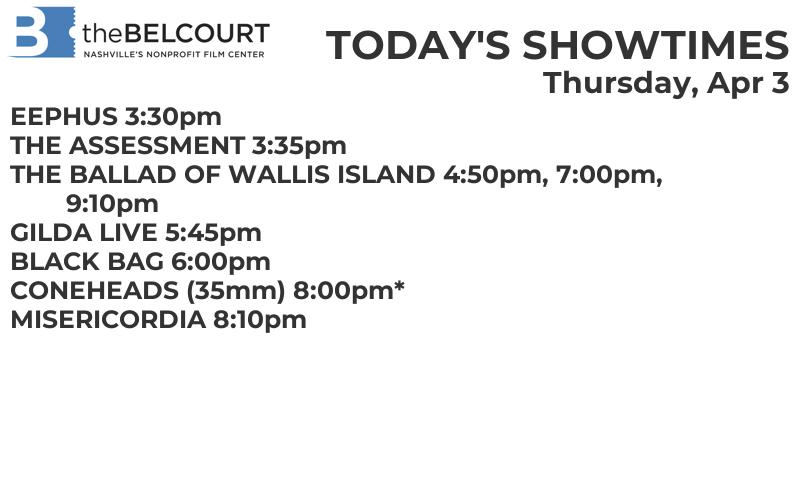 B theBELCOURT
NASHVILLE'S NONPROFIT FILM CENTER
TODAY'S SHOWTIMES
Thursday, Apr 3
EEPHUS 3:30pm
THE ASSESSMENT 3:35pm
THE BALLAD OF WALLIS ISLAND 4:50pm, 7:00pm,
9:10pm
GILDA LIVE 5:45pm
BLACK BAG 6:00pm
CONEHEADS (35mm) 8:00pm*
MISERICORDIA 8:10pm